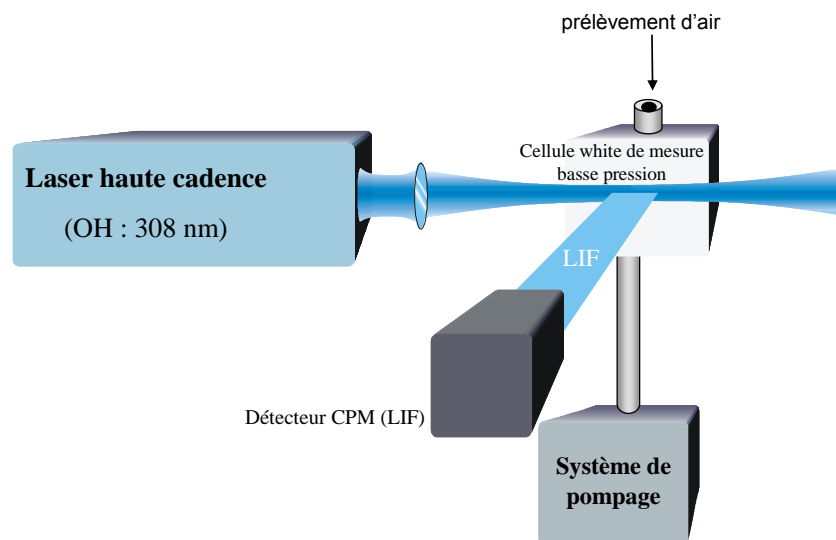 prélèvement d'air
Cellule white de mesure
basse pression
Laser haute cadence
(OH : 308 nm)
LIF
Détecteur CPM (LIF)
Système de
pompage